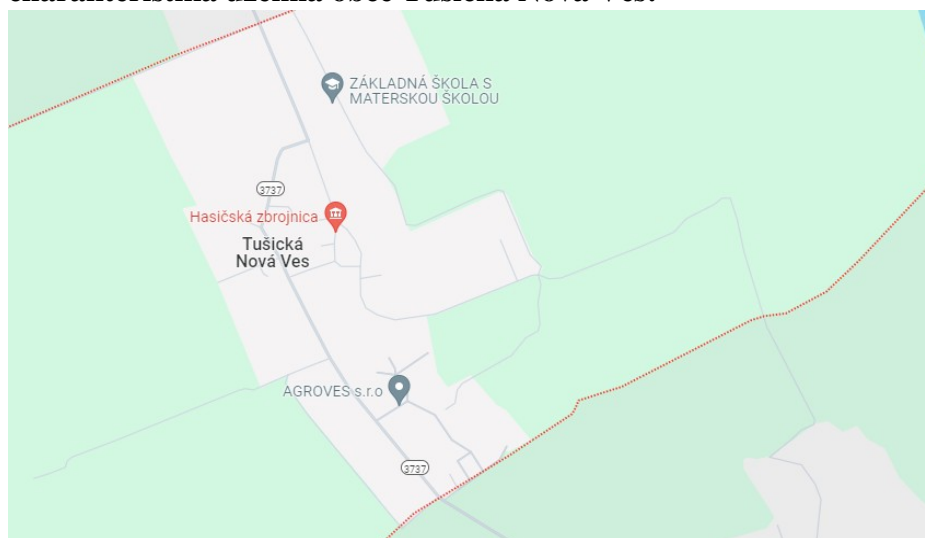 ZÁKLADNÁ ŠKOLA S
MATERSKOU ŠKOLOU
3737
Hasičská zbrojnica
Tušická
Nová Ves
AGROVES s.r.o
3737